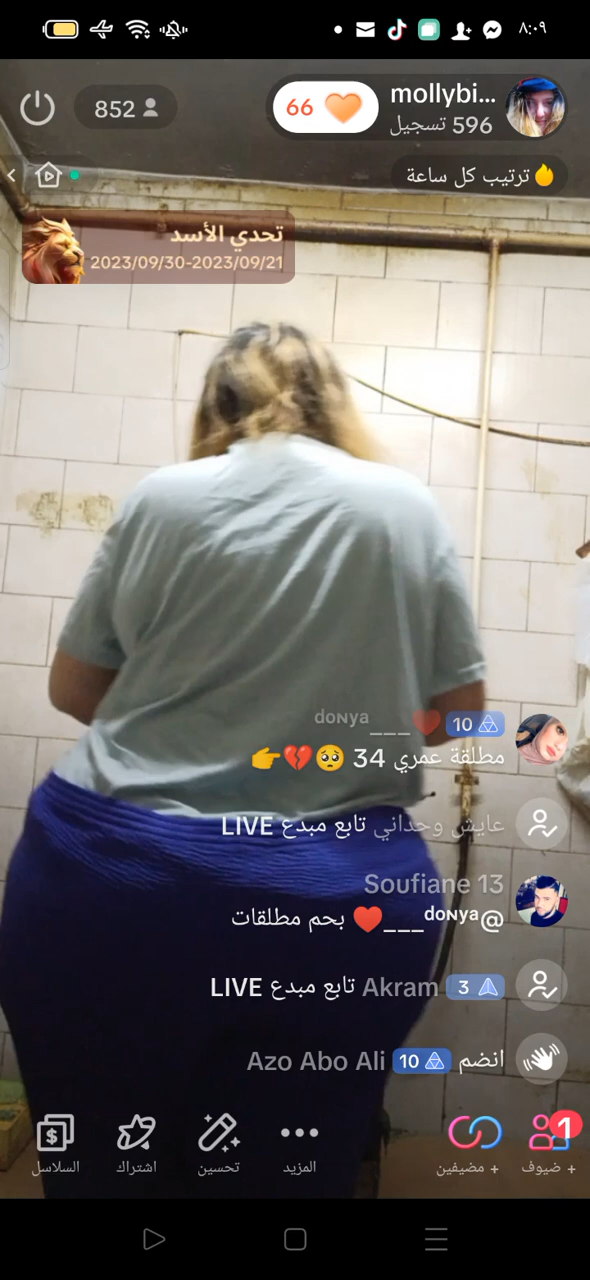 ٨:٠٩
852
66
mollybi...
596 تسجيل
ترتيب كل ساعة
تحدي الأسد
2023/09/30-2023/09/21
donya___❤️ 10
مطلقة عمري 34 🥺💔👉
عايش وحداني تابع مبدع LIVE
Soufiane 13
@donya___❤️ بحم مطلقات
3 Akram تابع مبدع LIVE
انضم 10 Azo Abo Ali
1
+ ضيوف
+ مضيفين
المزيد
تحسين
اشتراك
السلاسل